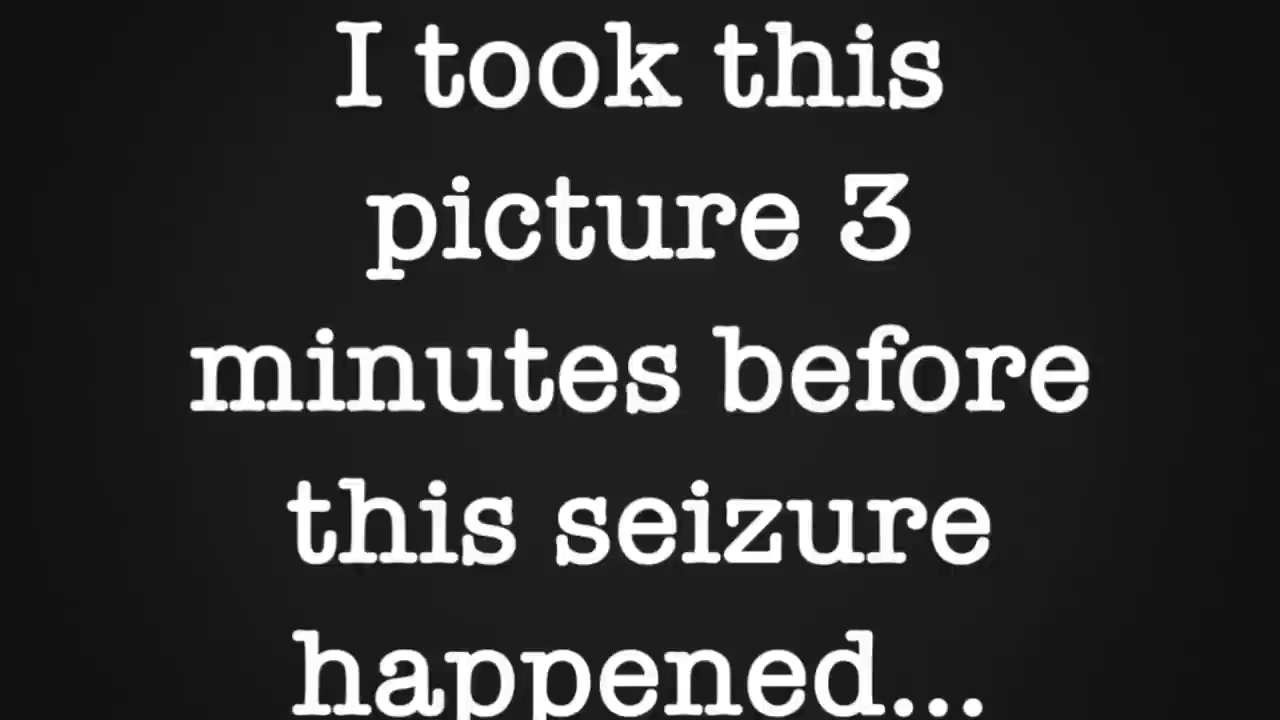 I took this
picture 3
minutes before
this seizure
happened...